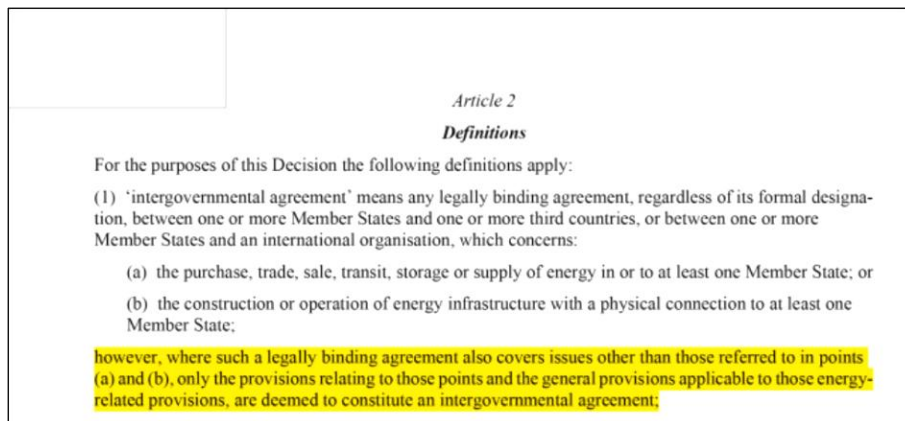 Article 2
Definitions
For the purposes of this Decision the following definitions apply:
(1) ‘intergovernmental agreement’ means any legally binding agreement, regardless of its formal designa-
tion, between one or more Member States and one or more third countries, or between one or more
Member States and an international organisation, which concerns:
(a) the purchase, trade, sale, transit, storage or supply of energy in or to at least one Member State; or
(b) the construction or operation of energy infrastructure with a physical connection to at least one
Member State;
however, where such a legally binding agreement also covers issues other than those referred to in points
(a) and (b), only the provisions relating to those points and the general provisions applicable to those energy-
related provisions, are deemed to constitute an intergovernmental agreement;